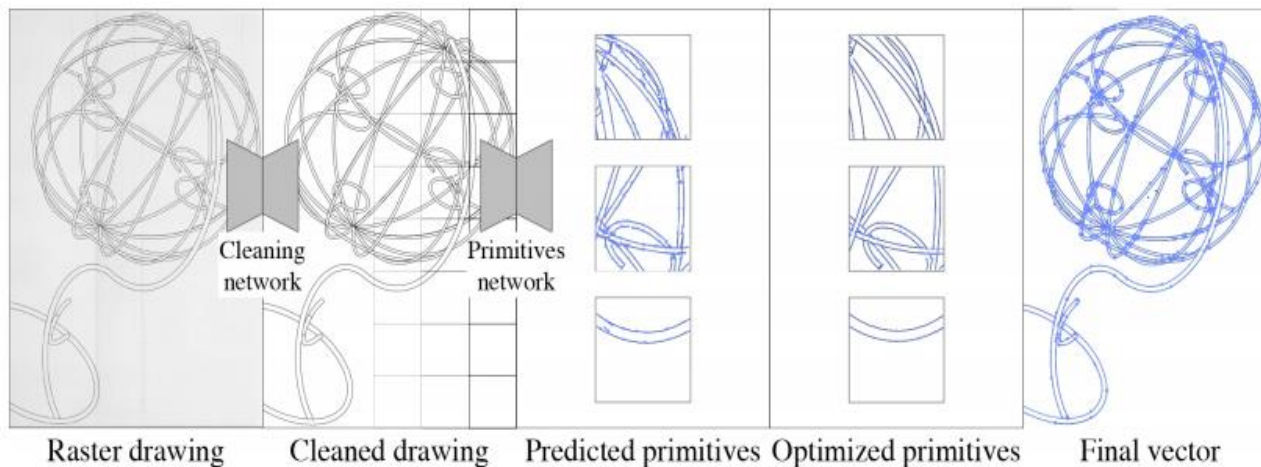 Cleaning
network
Primitives
network
Raster drawing
Cleaned drawing
Predicted primitives
Optimized primitives
Final vector